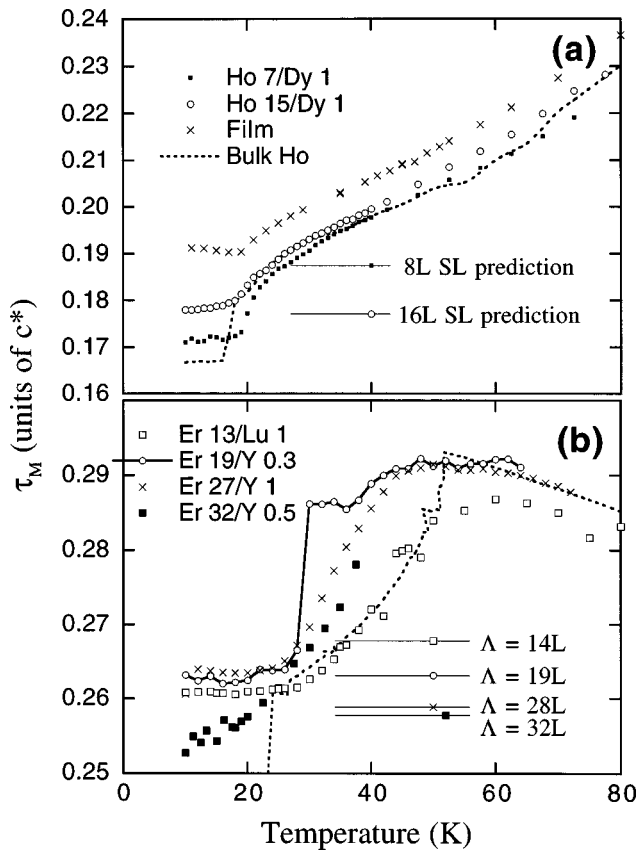 0.24
0.23
0.22
0.21
0.20
0.19
0.18
0.17
0.16
(a)
Ho 7/Dy 1
Ho 15/Dy 1
Film
Bulk Ho
8L SL prediction
16L SL prediction
τM (units of c*)
0.29
0.28
0.27
0.26
0.25
(b)
Er 13/Lu 1
Er 19/Y 0.3
Er 27/Y 1
Er 32/Y 0.5
Λ = 14L
Λ = 19L
Λ = 28L
Λ = 32L
0 20 40 60 80
Temperature (K)